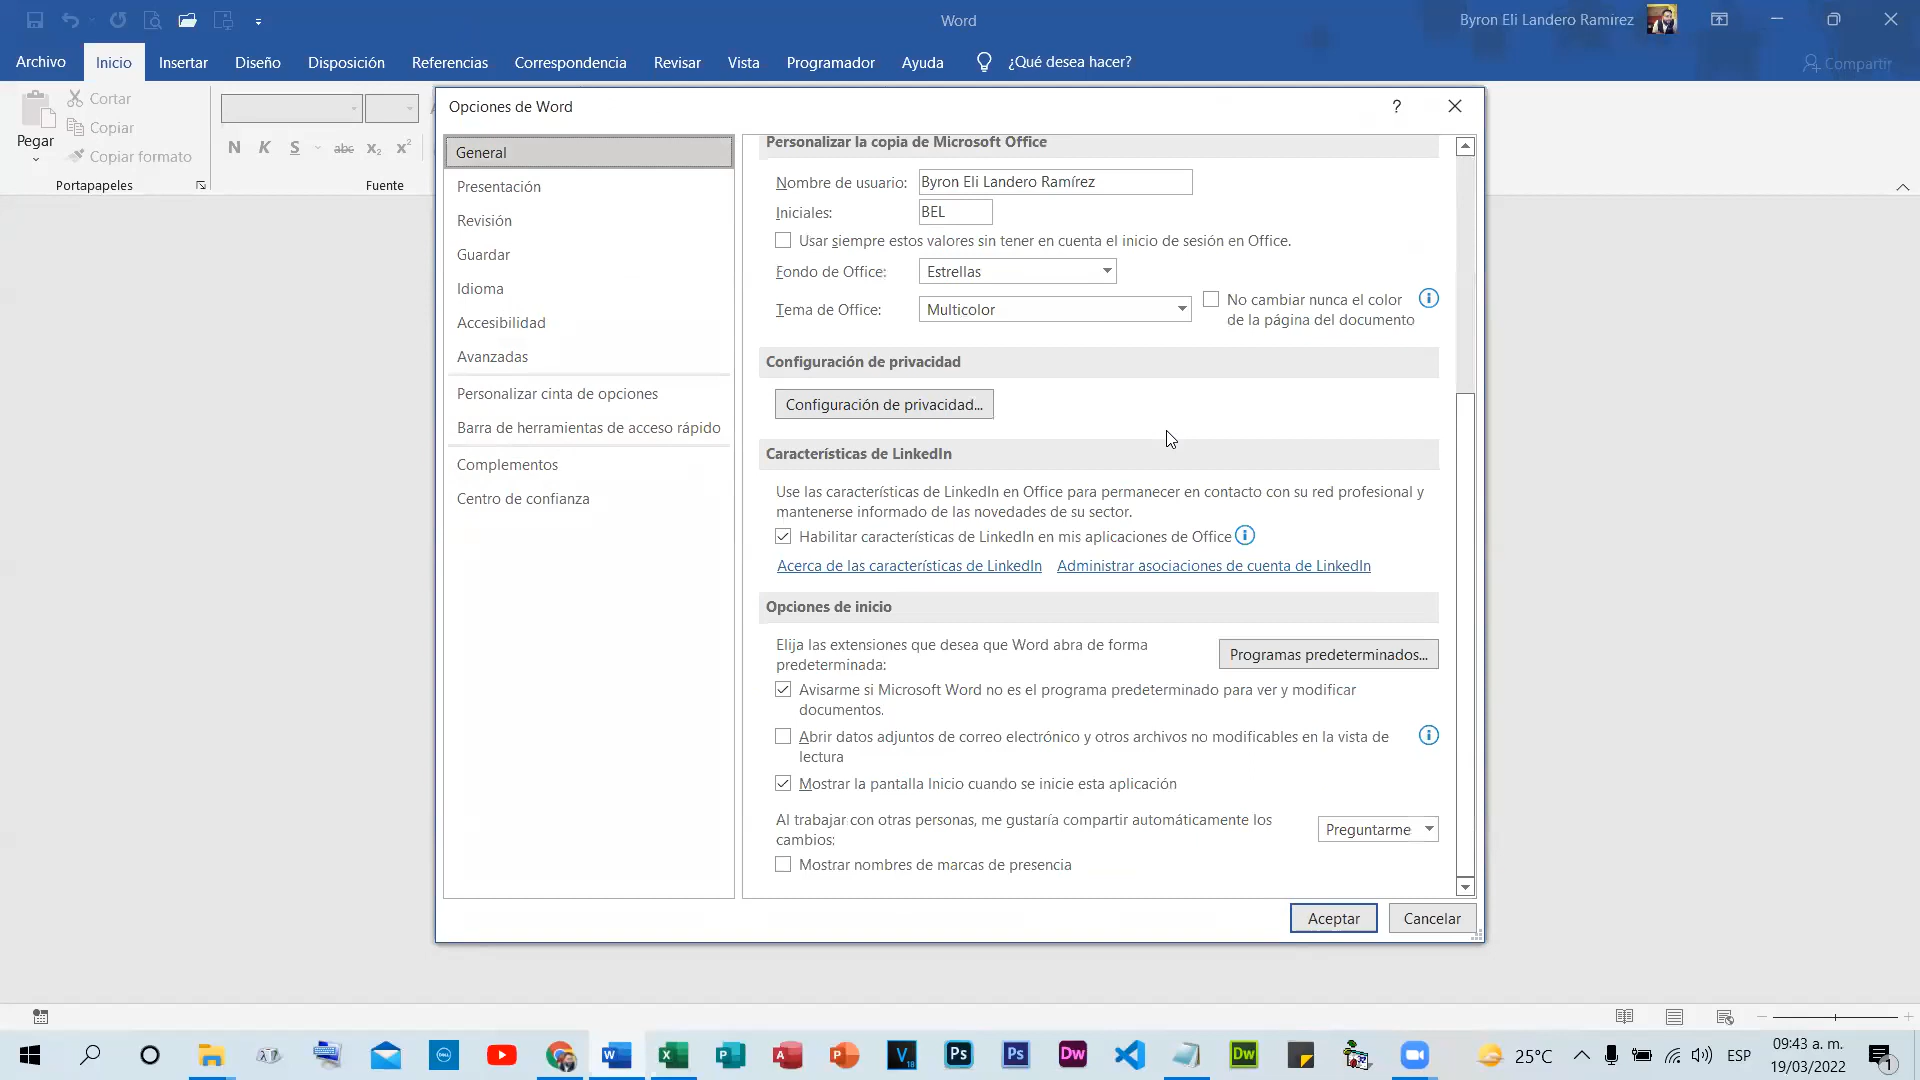 Word
Byron Eli Landero Ramirez
Archivo
Inicio
Insertar
Diseño
Disposición
Referencias
Correspondencia
Revisar
Vista
Programador
Ayuda
¿Qué desea hacer?
Compartir
Pegar
Cortar
Copiar
Copiar formato
Portapapeles
N K S abc x₂ x²
Fuente
Opciones de Word
?
General
Presentación
Revisión
Guardar
Idioma
Accesibilidad
Avanzadas
Personalizar cinta de opciones
Barra de herramientas de acceso rápido
Complementos
Centro de confianza
Personalizar la copia de Microsoft Office
Nombre de usuario: Byron Eli Landero Ramírez
Iniciales: BEL
Usar siempre estos valores sin tener en cuenta el inicio de sesión en Office.
Fondo de Office: Estrellas
Tema de Office: Multicolor
No cambiar nunca el color
de la página del documento
Configuración de privacidad
Configuración de privacidad...
Características de LinkedIn
Use las características de LinkedIn en Office para permanecer en contacto con su red profesional y
mantenerse informado de las novedades de su sector.
Habilitar características de LinkedIn en mis aplicaciones de Office
Acerca de las características de LinkedIn Administrar asociaciones de cuenta de LinkedIn
Opciones de inicio
Elija las extensiones que desea que Word abra de forma
predeterminada:
Programas predeterminados...
Avisarme si Microsoft Word no es el programa predeterminado para ver y modificar
documentos.
Abrir datos adjuntos de correo electrónico y otros archivos no modificables en la vista de
lectura
Mostrar la pantalla Inicio cuando se inicie esta aplicación
Al trabajar con otras personas, me gustaría compartir automáticamente los
cambios:
Preguntarme
Mostrar nombres de marcas de presencia
Aceptar
Cancelar
25°C
ESP
09:43 a. m.
19/03/2022
1